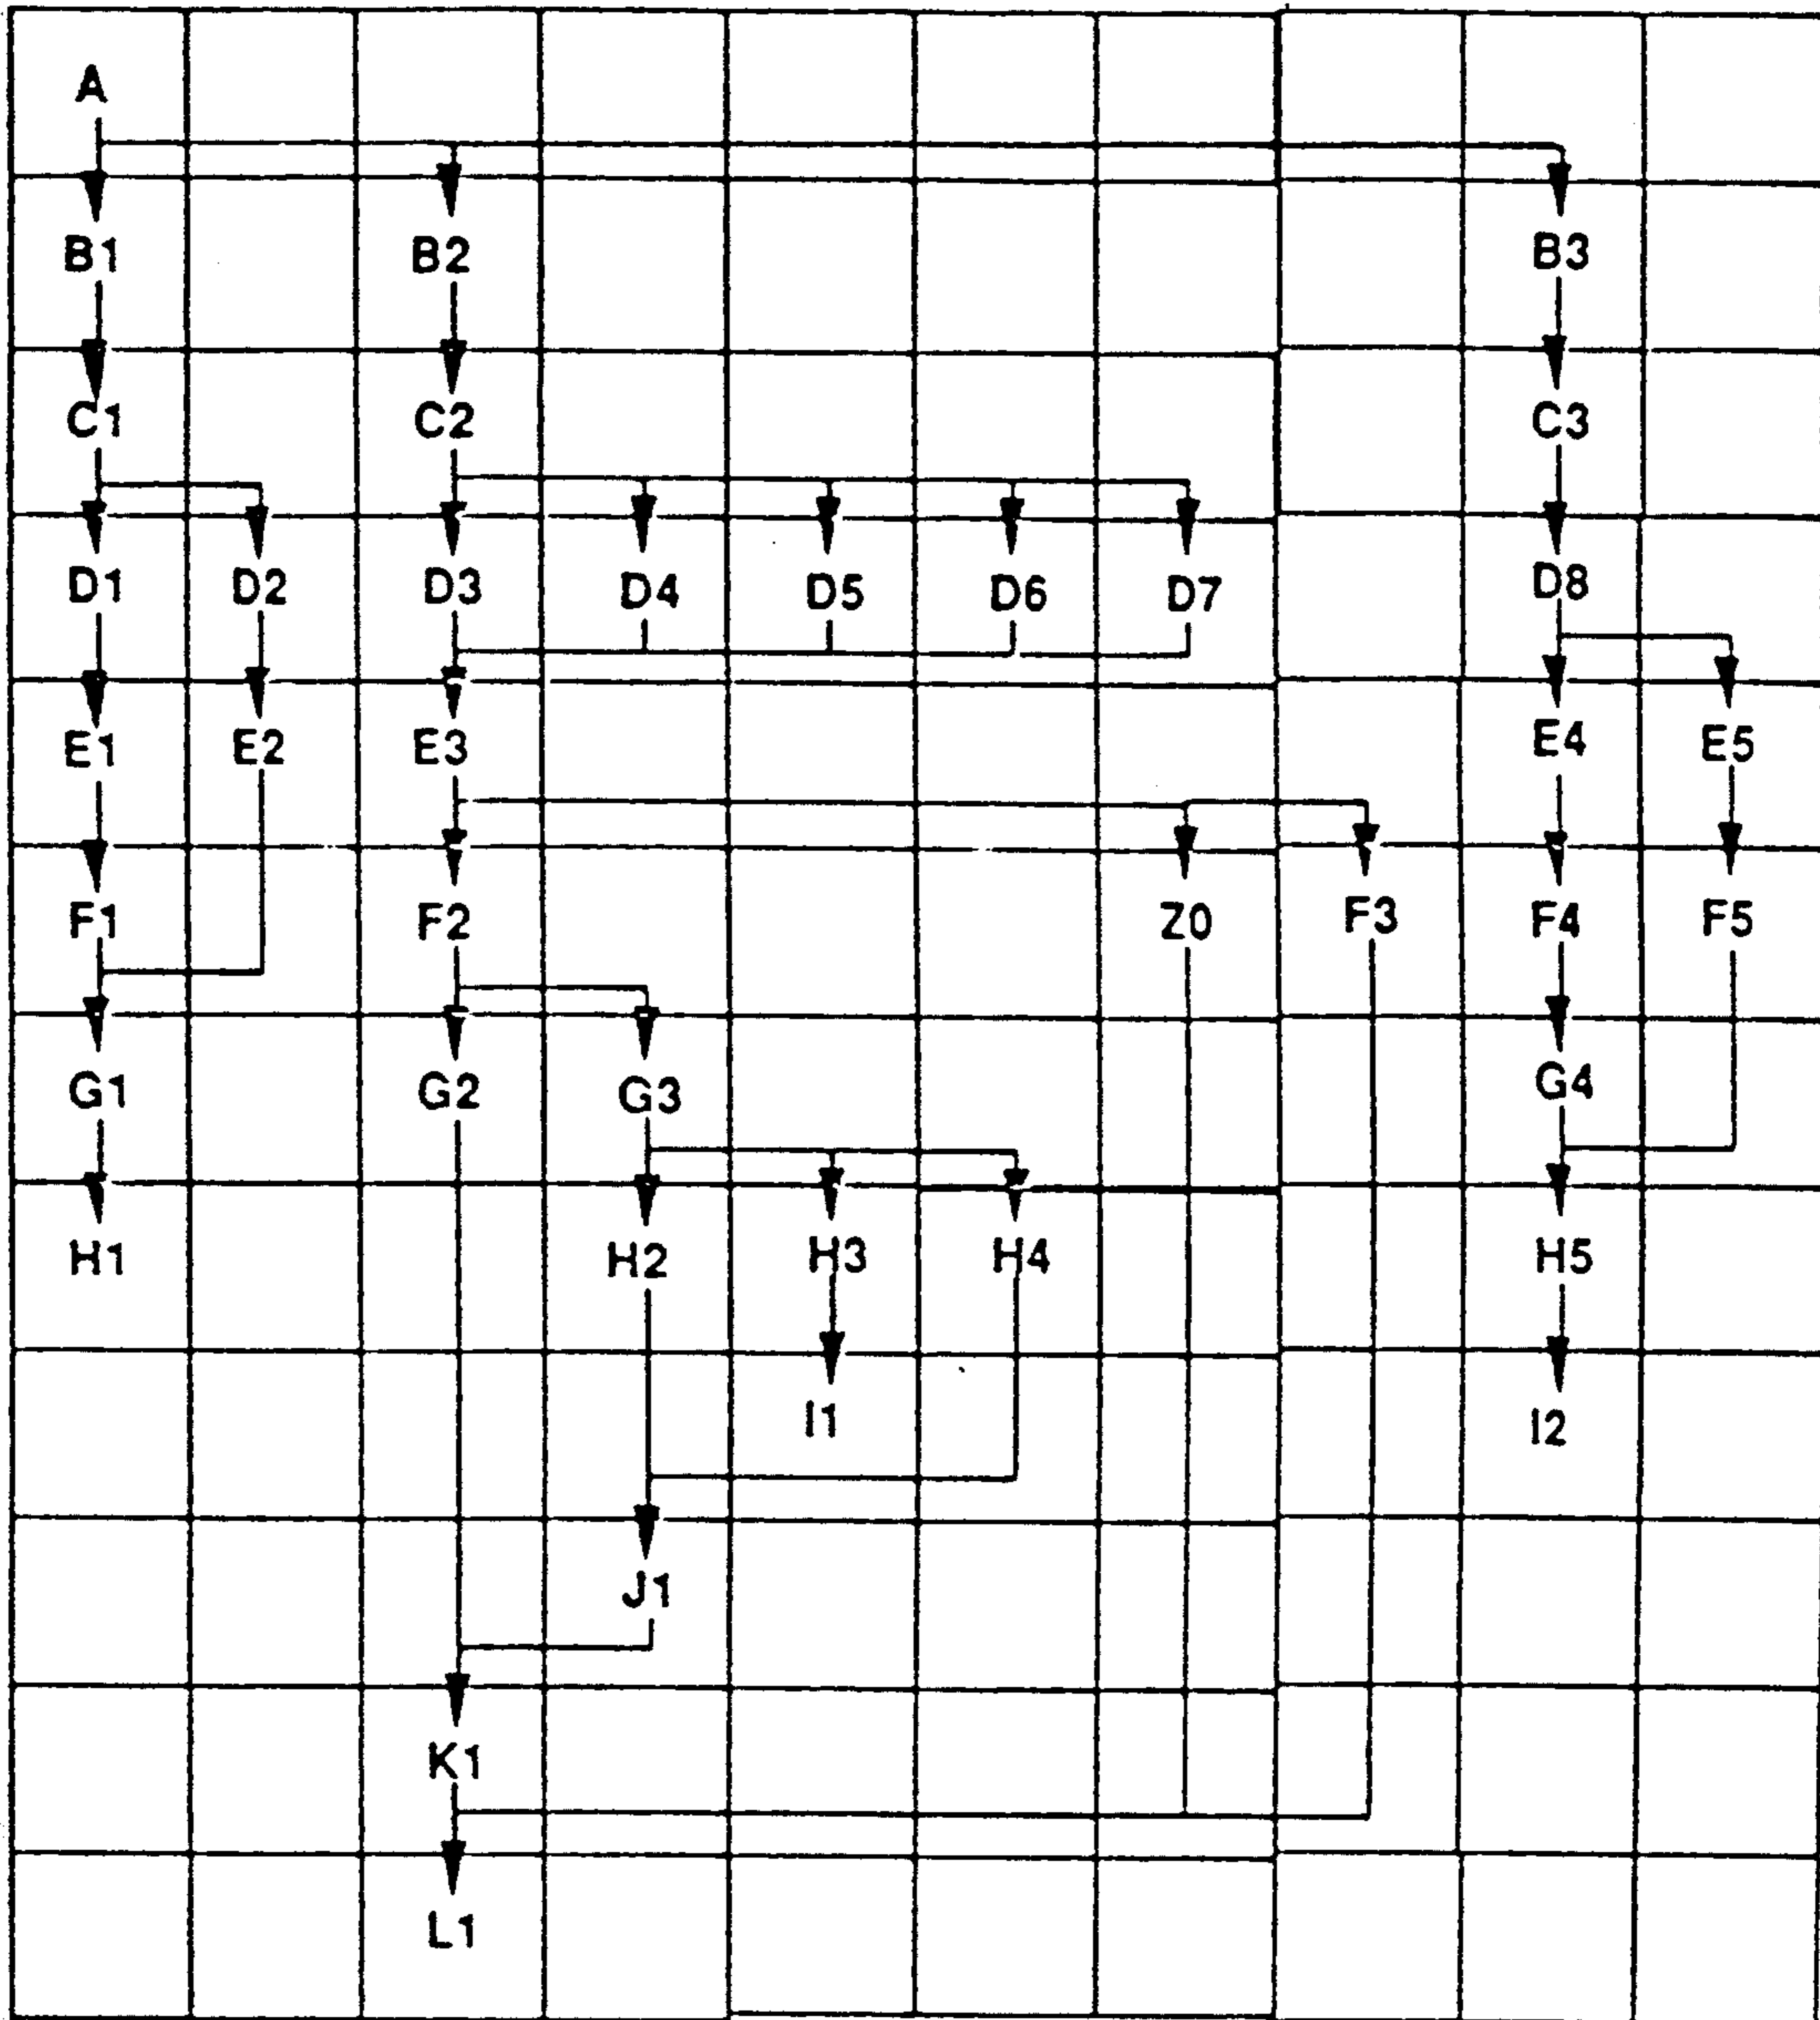 A
B1 B2 B3
C1 C2 C3
D1 D2 D3 D4 D5 D6 D7 D8
E1 E2 E3 E4 E5
F1 F2 Z0 F3 F4 F5
G1 G2 G3 G4
H1 H2 H3 H4 H5
I1 I2
J1
K1
L1